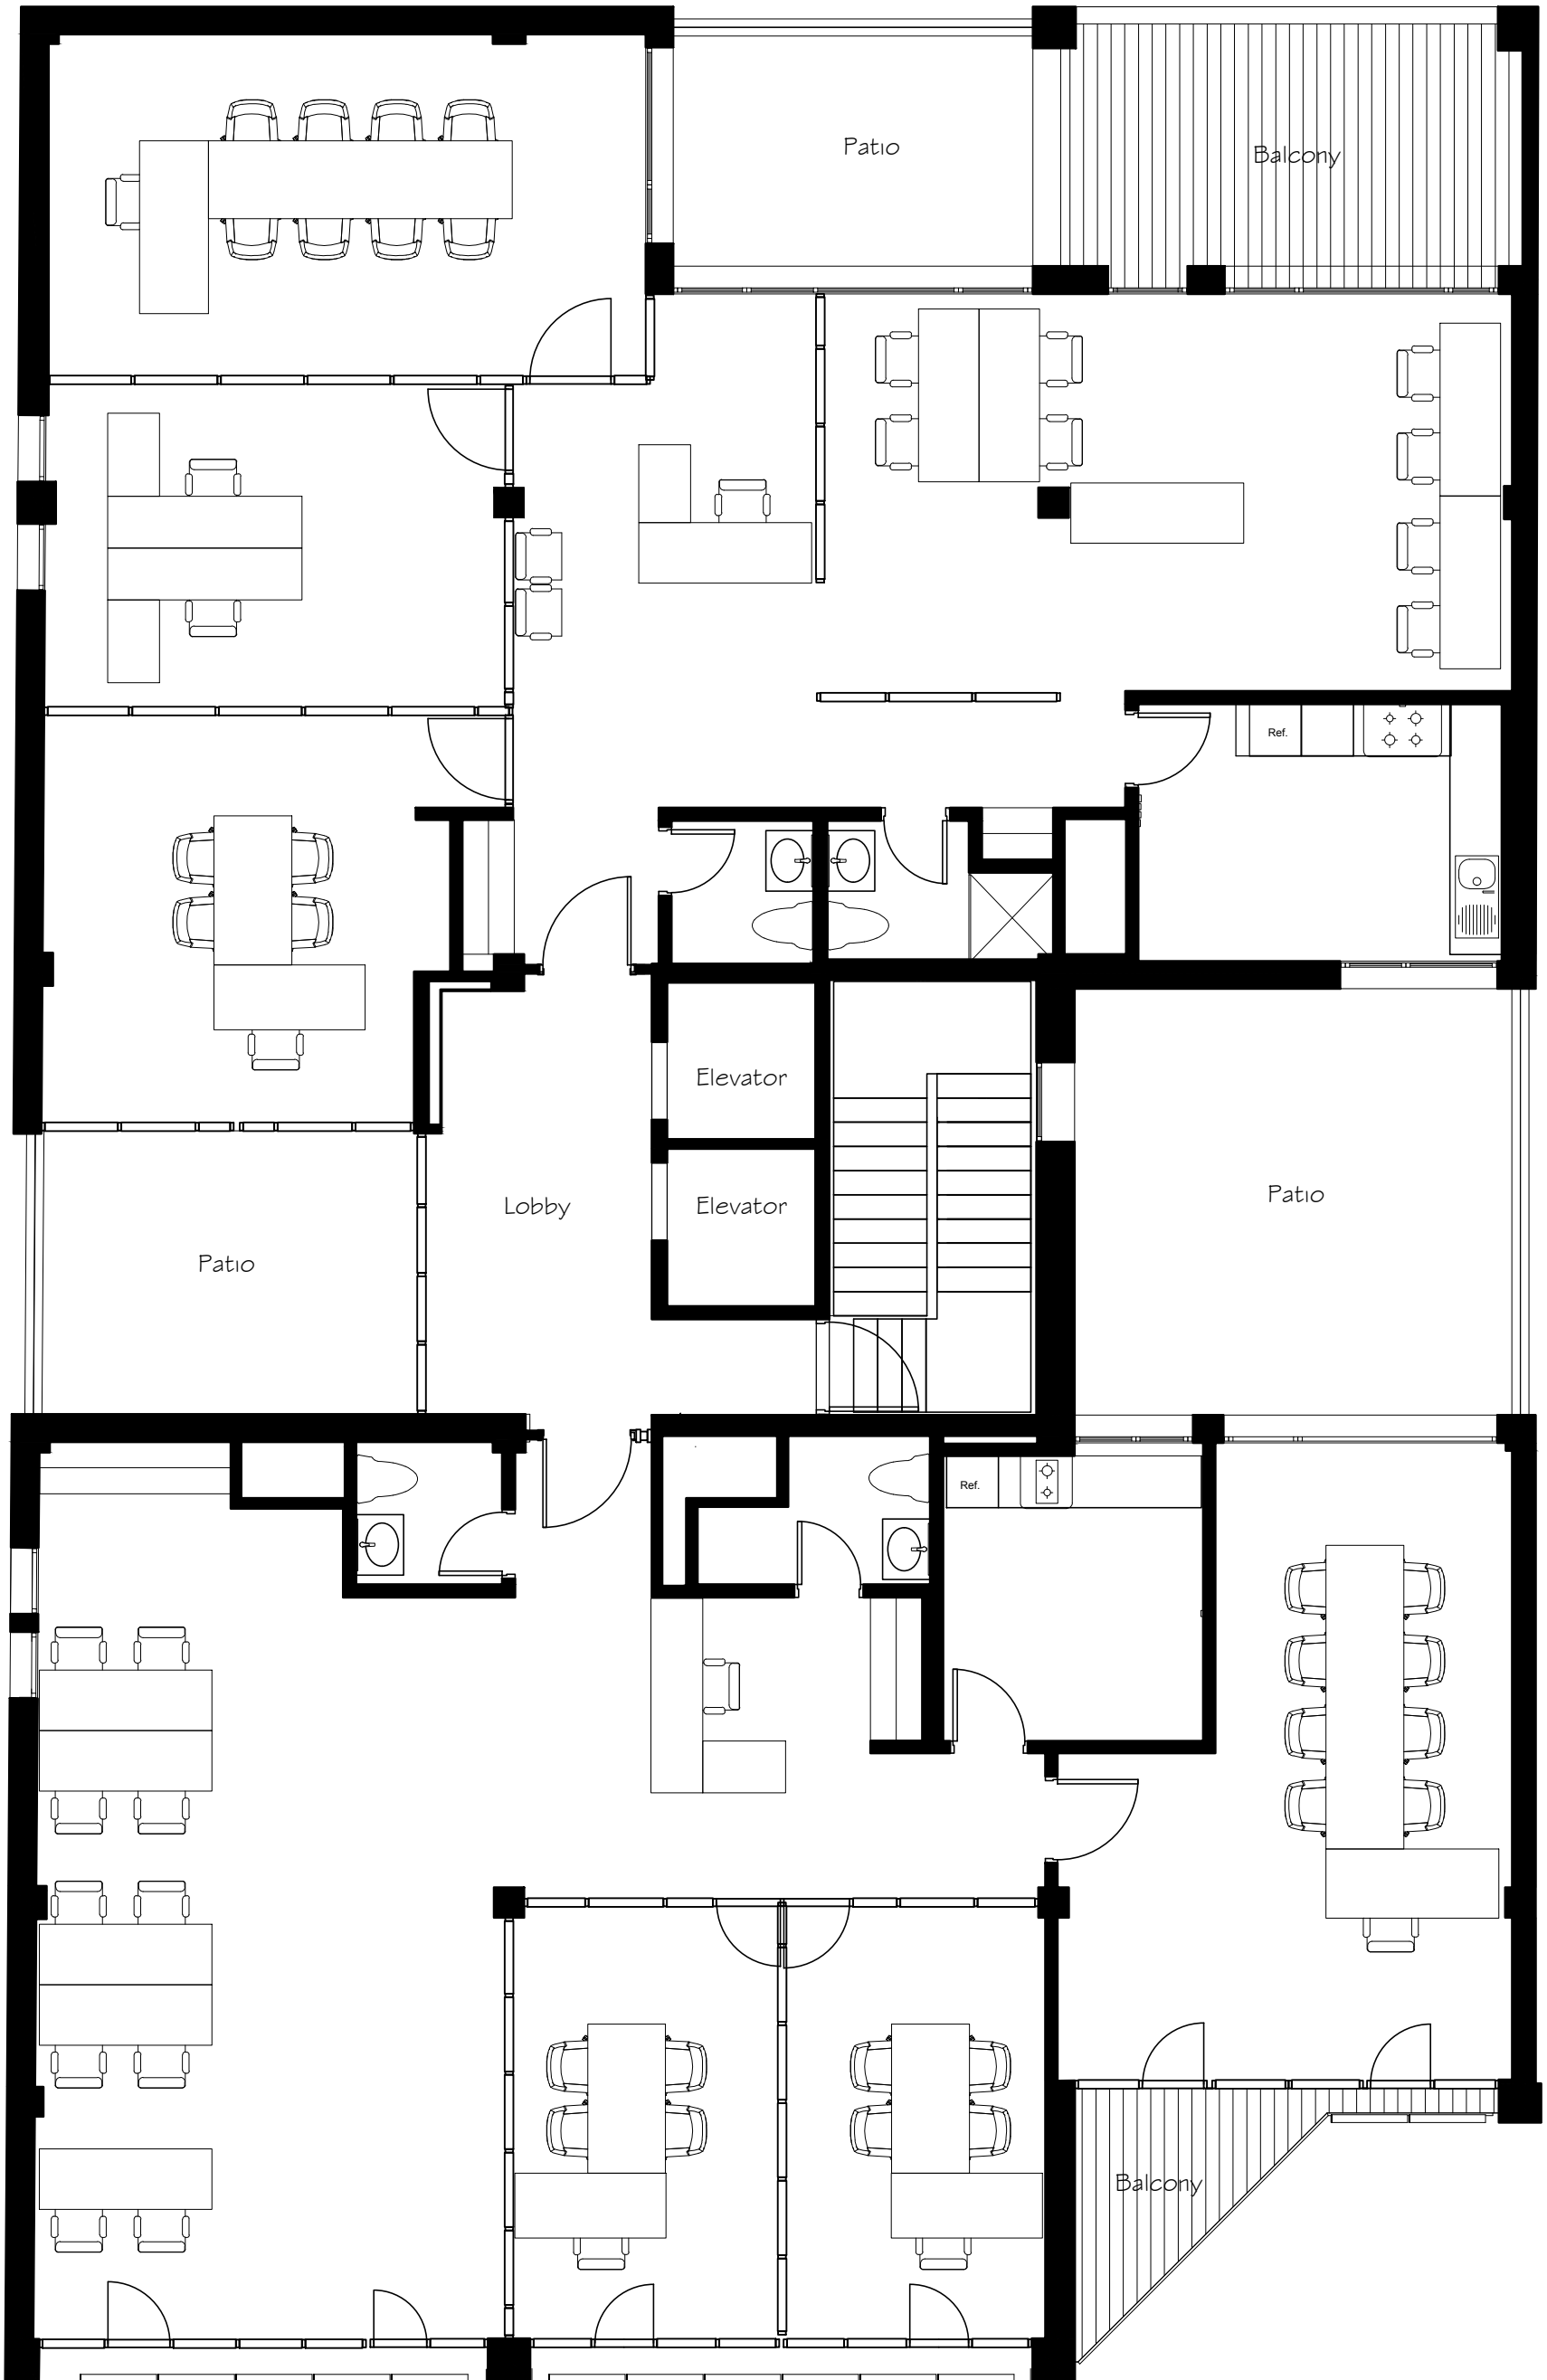 Patio
Balcony
Ref.
Elevator
Patio
Lobby
Elevator
Patio
Ref.
Balcony